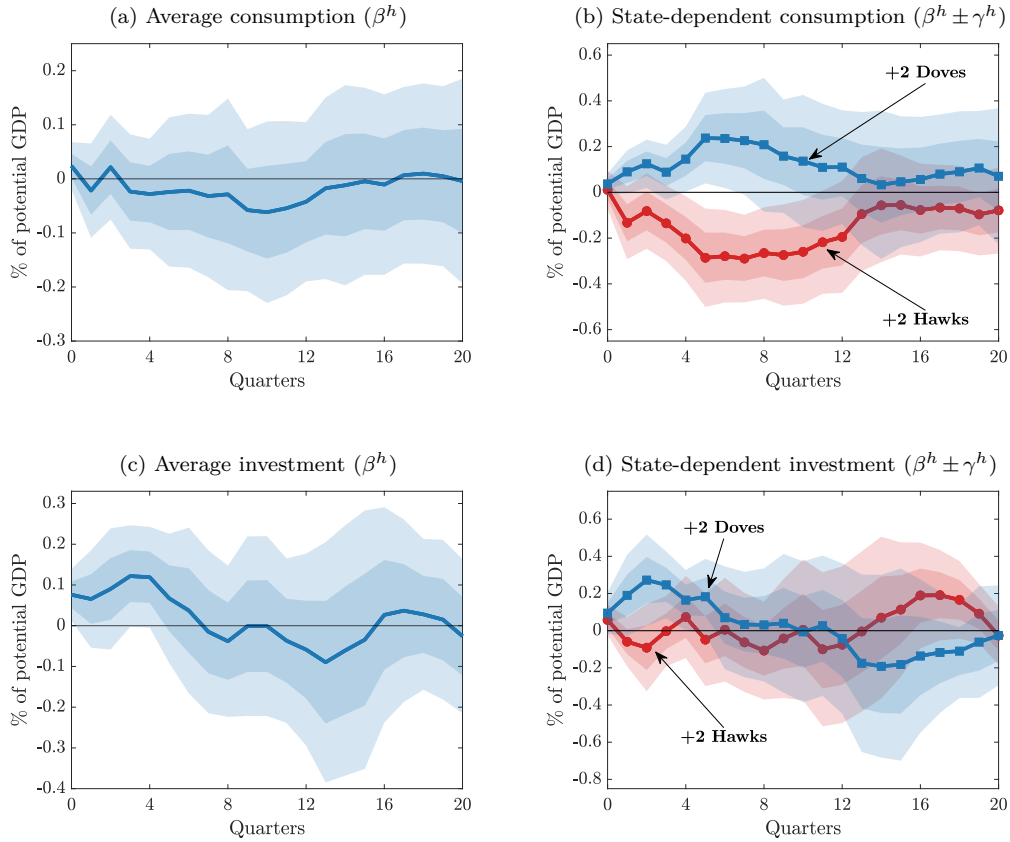 (a) Average consumption (β^h)
0.2
0.1
0
-0.1
-0.2
-0.3
% of potential GDP
0 4 8 12 16 20
Quarters
(b) State-dependent consumption (β^h ± γ^h)
0.6
0.4
0.2
0
-0.2
-0.4
-0.6
% of potential GDP
+2 Doves
+2 Hawks
0 4 8 12 16 20
Quarters
(c) Average investment (β^h)
0.3
0.2
0.1
0
-0.1
-0.2
-0.3
-0.4
% of potential GDP
0 4 8 12 16 20
Quarters
(d) State-dependent investment (β^h ± γ^h)
0.6
0.4
0.2
0
-0.2
-0.4
-0.6
-0.8
% of potential GDP
+2 Doves
+2 Hawks
0 4 8 12 16 20
Quarters